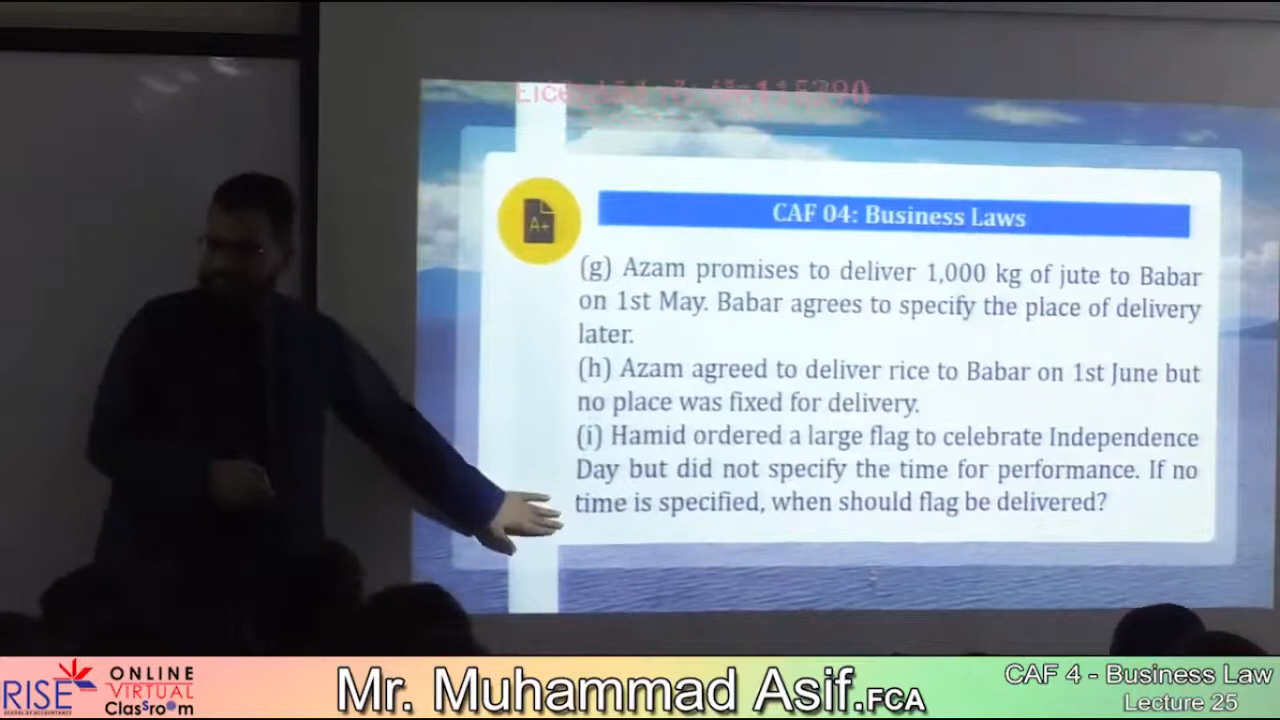 CAF 04: Business Laws
A+
(g) Azam promises to deliver 1,000 kg of jute to Babar
on 1st May. Babar agrees to specify the place of delivery
later.
(h) Azam agreed to deliver rice to Babar on 1st June but
no place was fixed for delivery.
(i) Hamid ordered a large flag to celebrate Independence
Day but did not specify the time for performance. If no
time is specified, when should flag be delivered?
RISE
ONLINE
VIRTUAL
Classroom
Mr. Muhammad Asif.FCA
CAF 4 - Business Law
Lecture 25